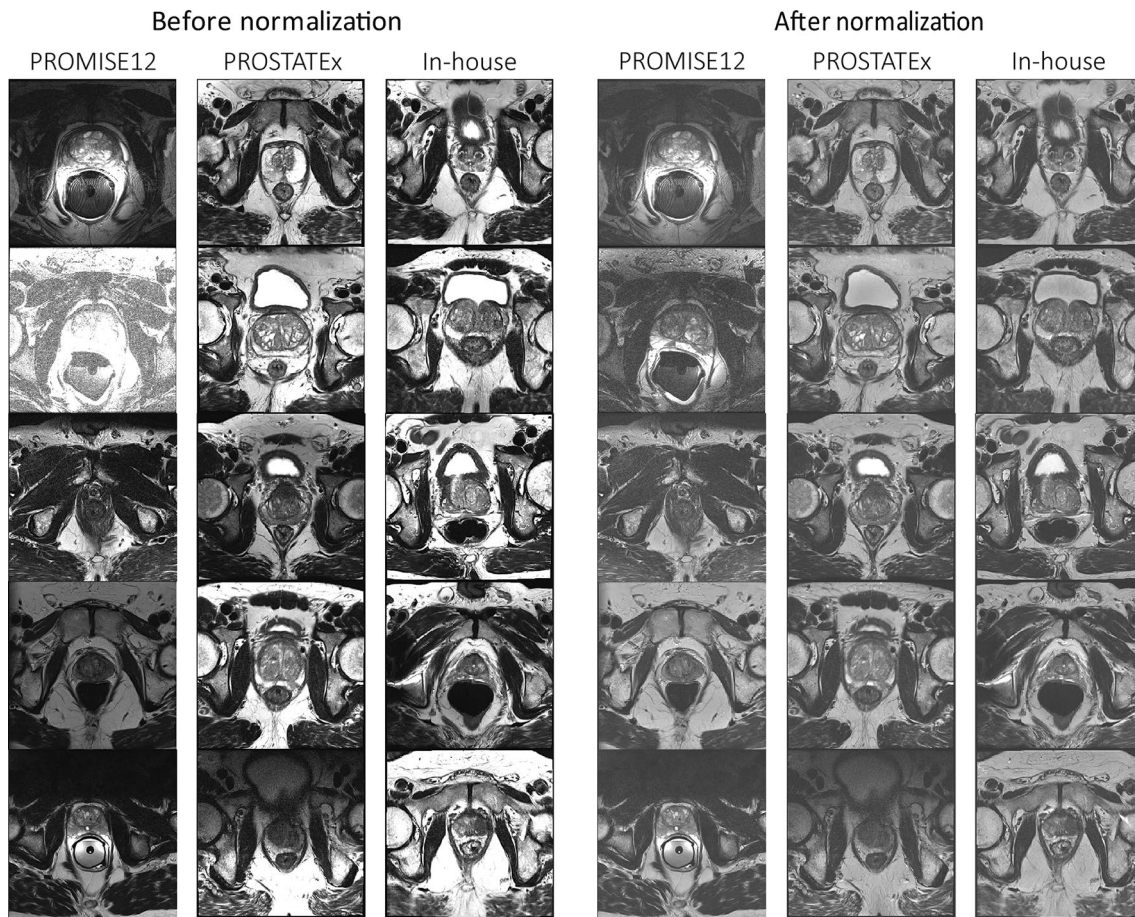 Before normalization
After normalization
PROMISE12 PROSTATEx In-house
PROMISE12 PROSTATEx In-house